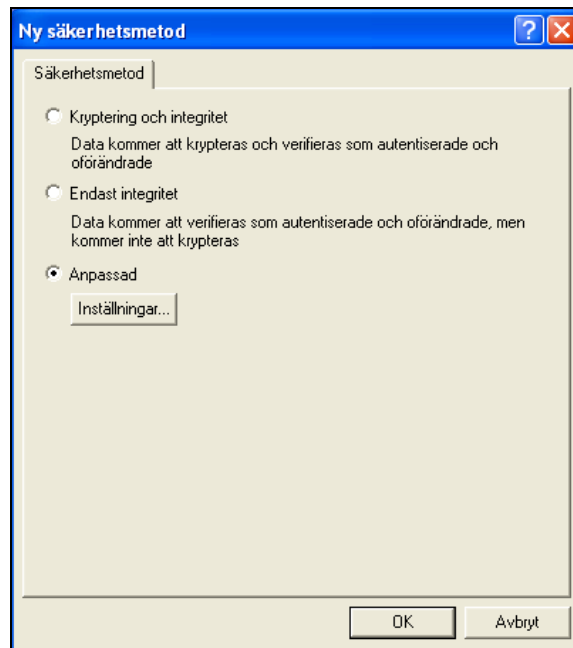 Ny säkerhetsmetod
Säkerhetsmetod
Kryptering och integritet
Data kommer att krypteras och verifieras som autentiserade och
oförändrade
Endast integritet
Data kommer att verifieras som autentiserade och oförändrade, men
kommer inte att krypteras
Anpassad
Inställningar...
OK
Avbryt